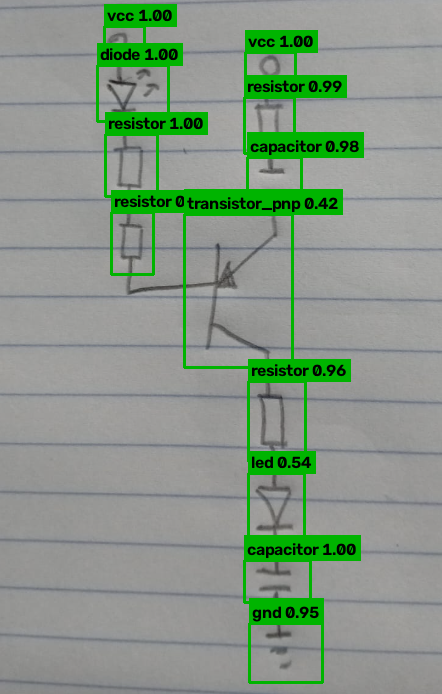 vcc 1.00
diode 1.00
resistor 1.00
resistor 0
vcc 1.00
resistor 0.99
capacitor 0.98
transistor_pnp 0.42
resistor 0.96
led 0.54
capacitor 1.00
gnd 0.95